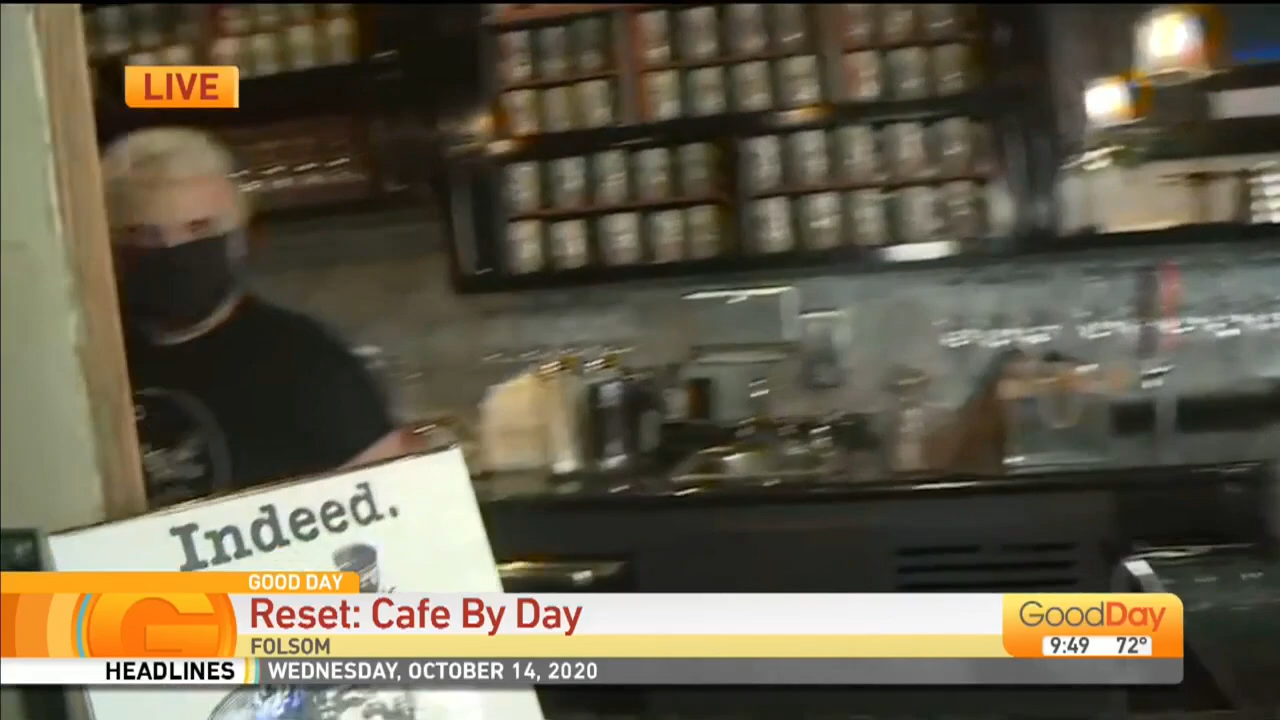 LIVE
Indeed.
GOOD DAY
Reset: Cafe By Day
FOLSOM
GoodDay
9:49 72°
HEADLINES WEDNESDAY, OCTOBER 14, 2020